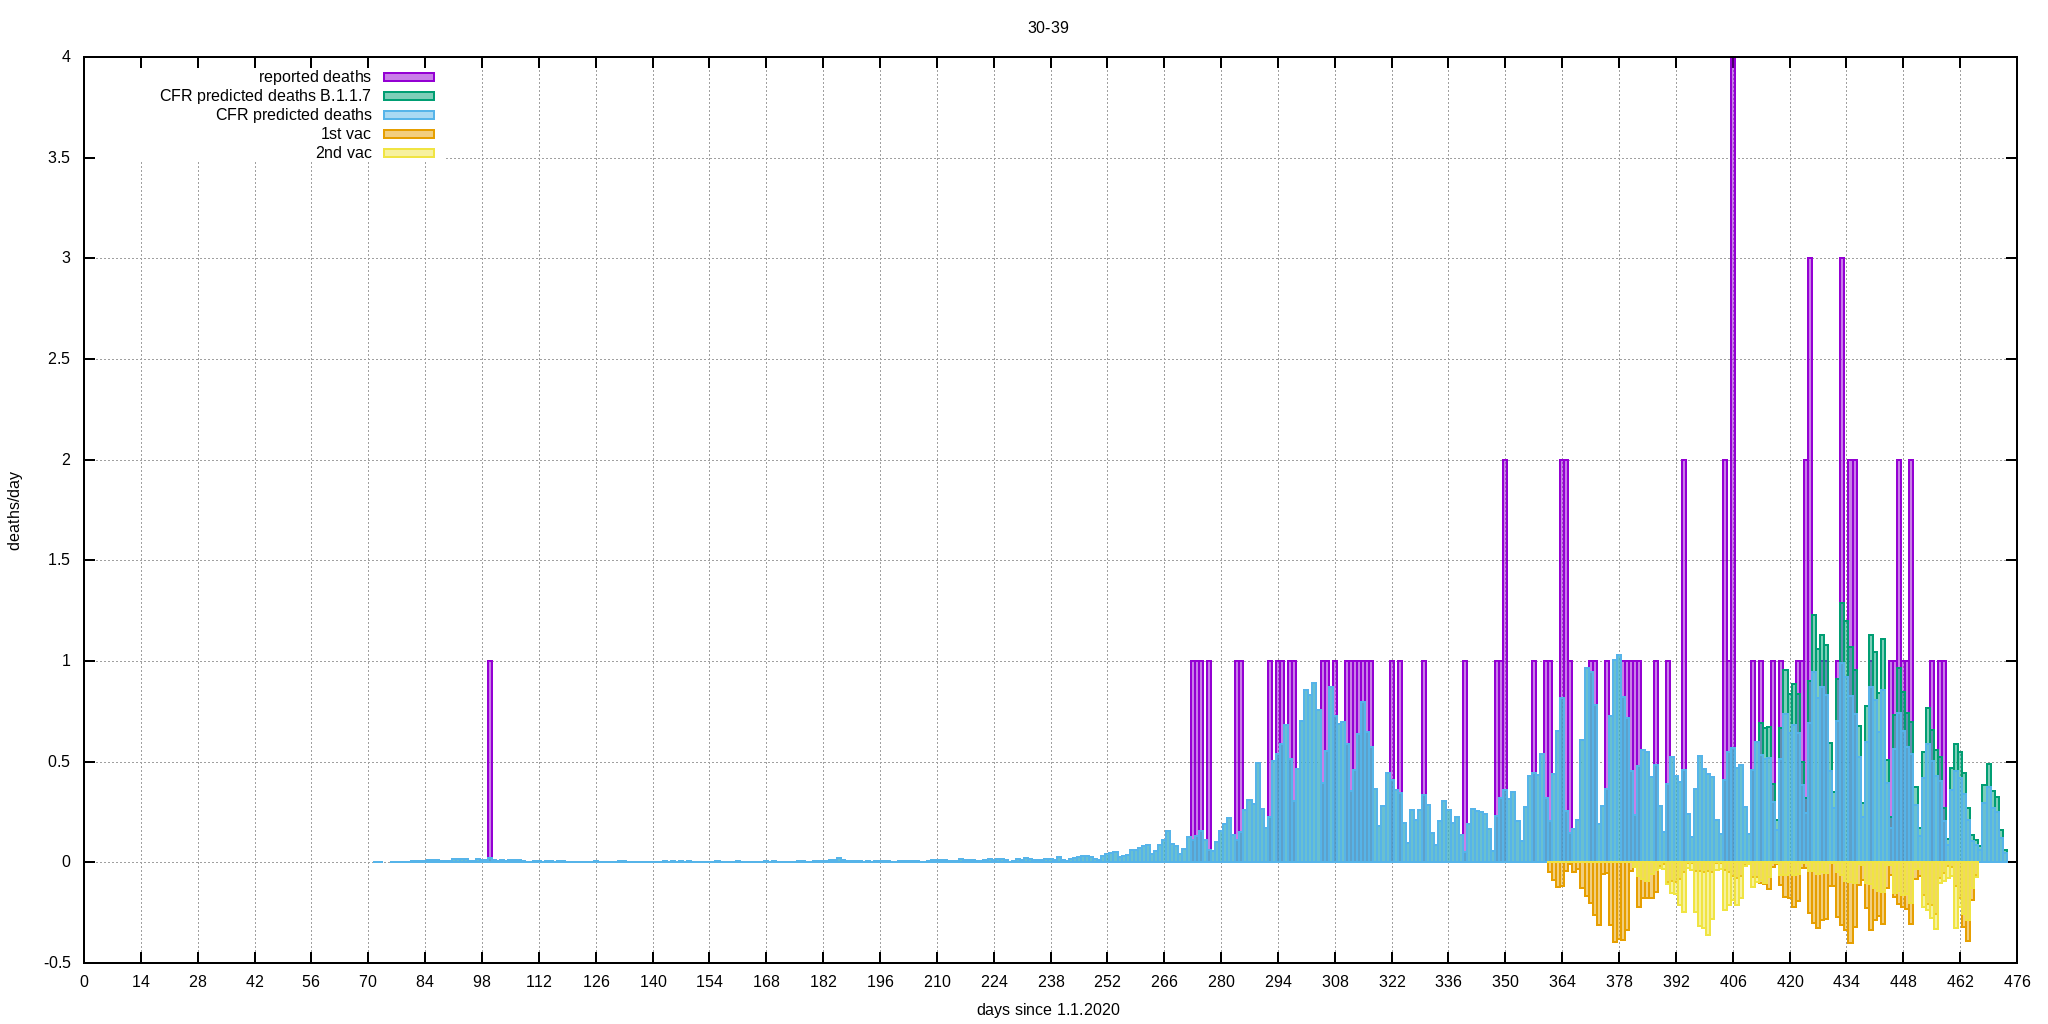 30-39
4
3.5
3
2.5
2
1.5
1
0.5
0
-0.5
deaths/day
reported deaths
CFR predicted deaths B.1.1.7
CFR predicted deaths
1st vac
2nd vac
0 14 28 42 56 70 84 98 112 126 140 154 168 182 196 210 224 238 252 266 280 294 308 322 336 350 364 378 392 406 420 434 448 462 476
days since 1.1.2020